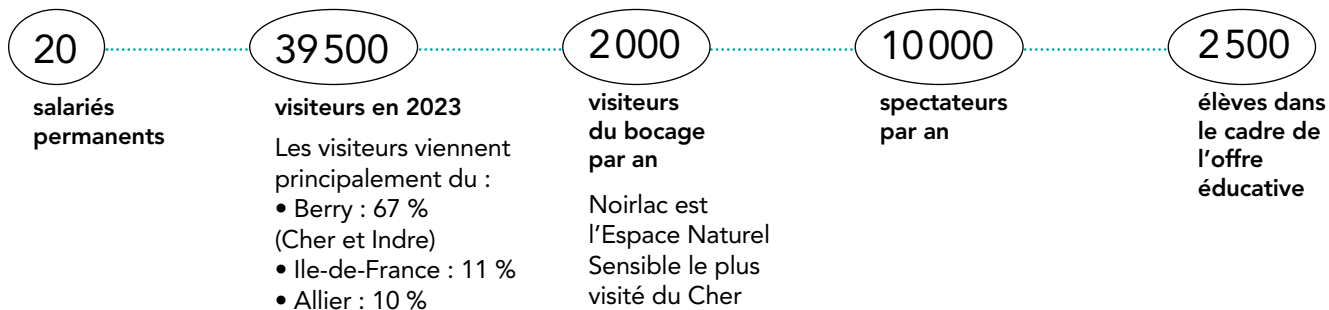 20
salariés
permanents
39 500
visiteurs en 2023
Les visiteurs viennent
principalement du :
• Berry : 67 %
(Cher et Indre)
• Ile-de-France : 11 %
• Allier : 10 %
2 000
visiteurs
du bocage
par an
Noirlac est
l’Espace Naturel
Sensible le plus
visité du Cher
10 000
spectateurs
par an
2 500
élèves dans
le cadre de
l’offre
éducative